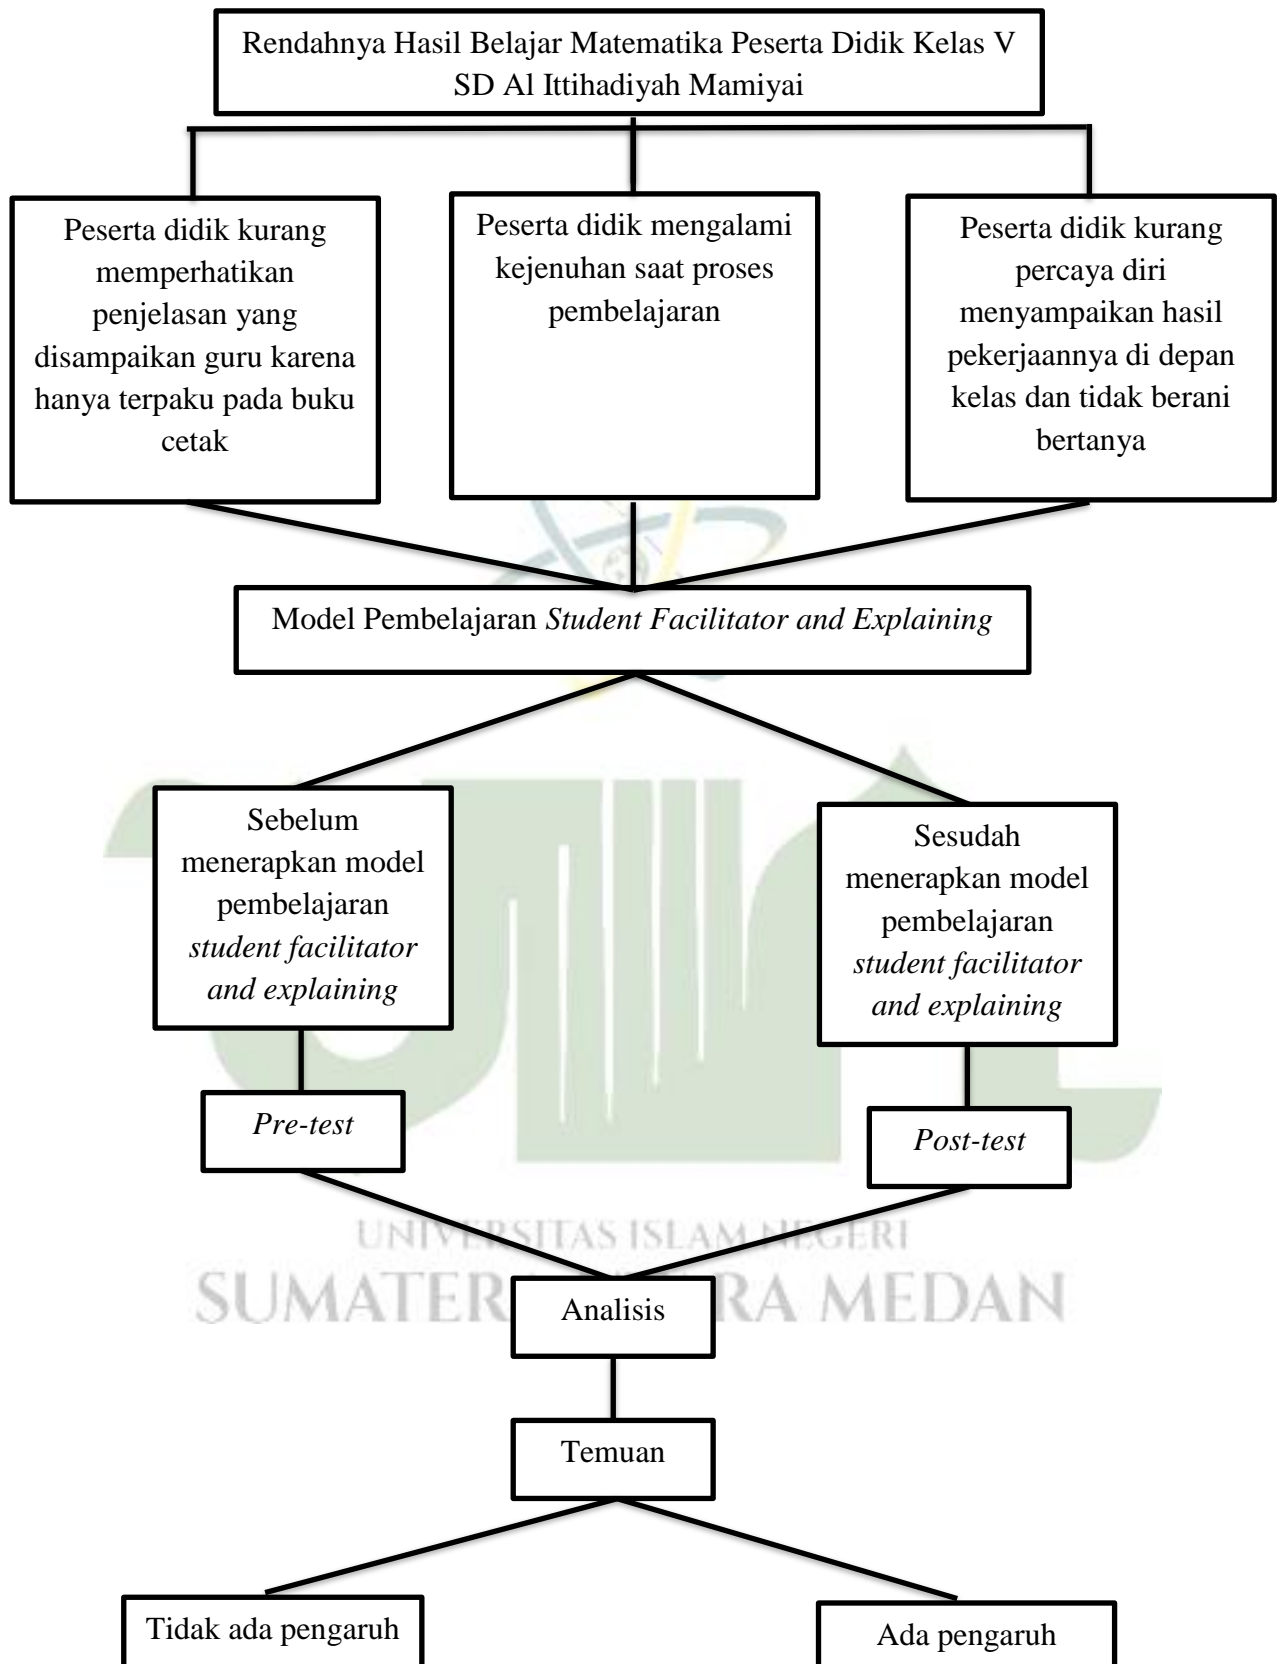 Rendahnya Hasil Belajar Matematika Peserta Didik Kelas V
SD Al Ittihadiyah Mamiyai
Peserta didik kurang
memperhatikan
penjelasan yang
disampaikan guru karena
hanya terpaku pada buku
cetak
Peserta didik mengalami
kejenuhan saat proses
pembelajaran
Peserta didik kurang
percaya diri
menyampaikan hasil
pekerjaannya di depan
kelas dan tidak berani
bertanya
Model Pembelajaran Student Facilitator and Explaining
Sebelum
menerapkan model
pembelajaran
student facilitator
and explaining
Sesudah
menerapkan model
pembelajaran
student facilitator
and explaining
Pre-test
Post-test
UNIVERSITAS ISLAM NEGERI
SUMATER RA MEDAN
Analisis
Temuan
Tidak ada pengaruh
Ada pengaruh